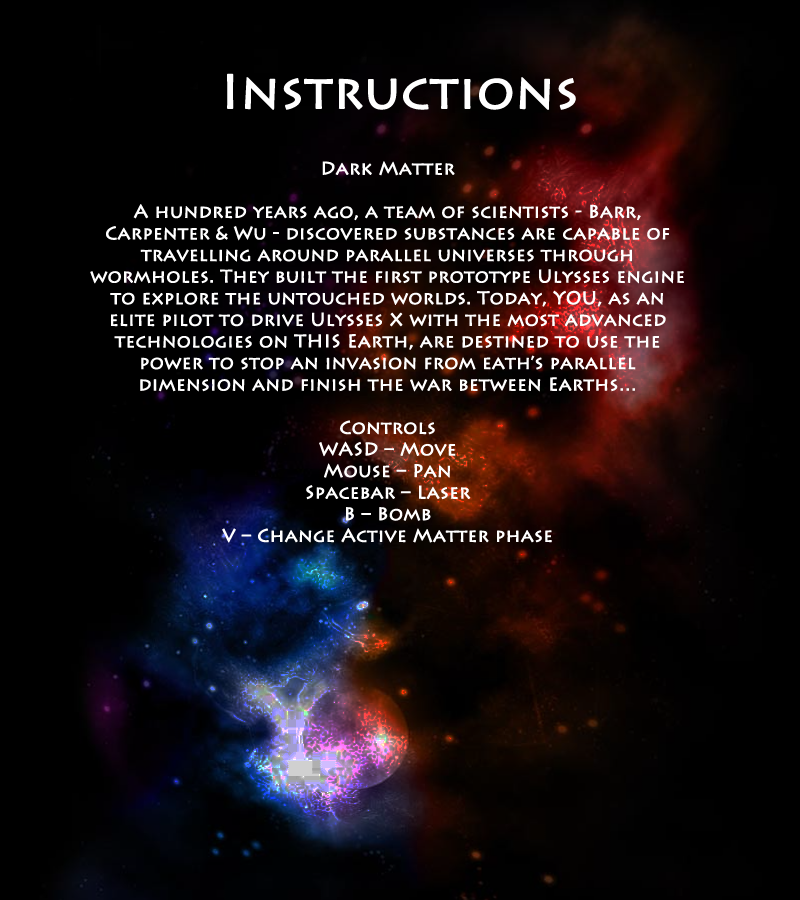 Instructions
Dark Matter
A hundred years ago, a team of scientists - Barr,
Carpenter & Wu - discovered substances are capable of
travelling around parallel universes through
wormholes. They built the first prototype Ulysses engine
to explore the untouched worlds. Today, YOU, as an
elite pilot to drive Ulysses X with the most advanced
technologies on THIS Earth, are destined to use the
power to stop an invasion from eath's parallel
dimension and finish the war between Earths...
Controls
WASD – Move
Mouse – Pan
Spacebar – Laser
B – Bomb
V – Change Active Matter phase